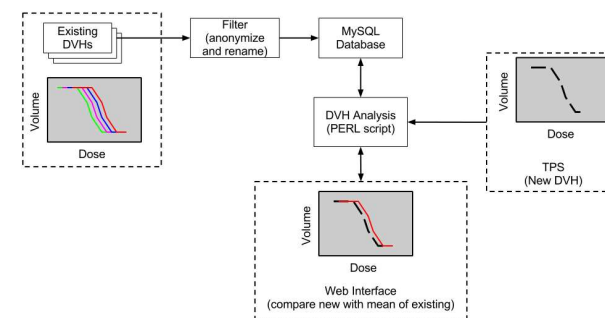 Existing
DVHs
Volume
Dose
Filter
(anonymize
and rename)
MySQL
Database
DVH Analysis
(PERL script)
Volume
Dose
TPS
(New DVH)
Volume
Dose
Web Interface
(compare new with mean of existing)